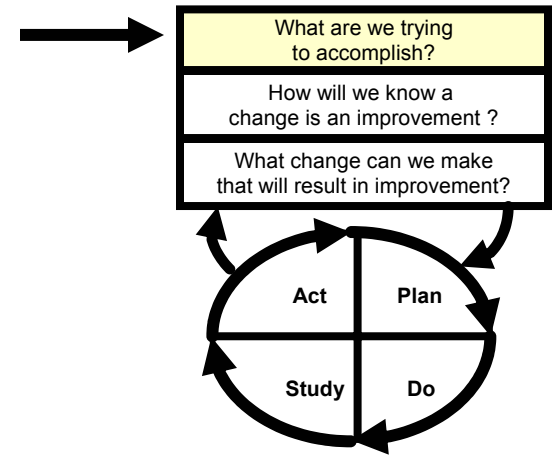 What are we trying
to accomplish?
How will we know a
change is an improvement ?
What change can we make
that will result in improvement?
Act
Plan
Study
Do